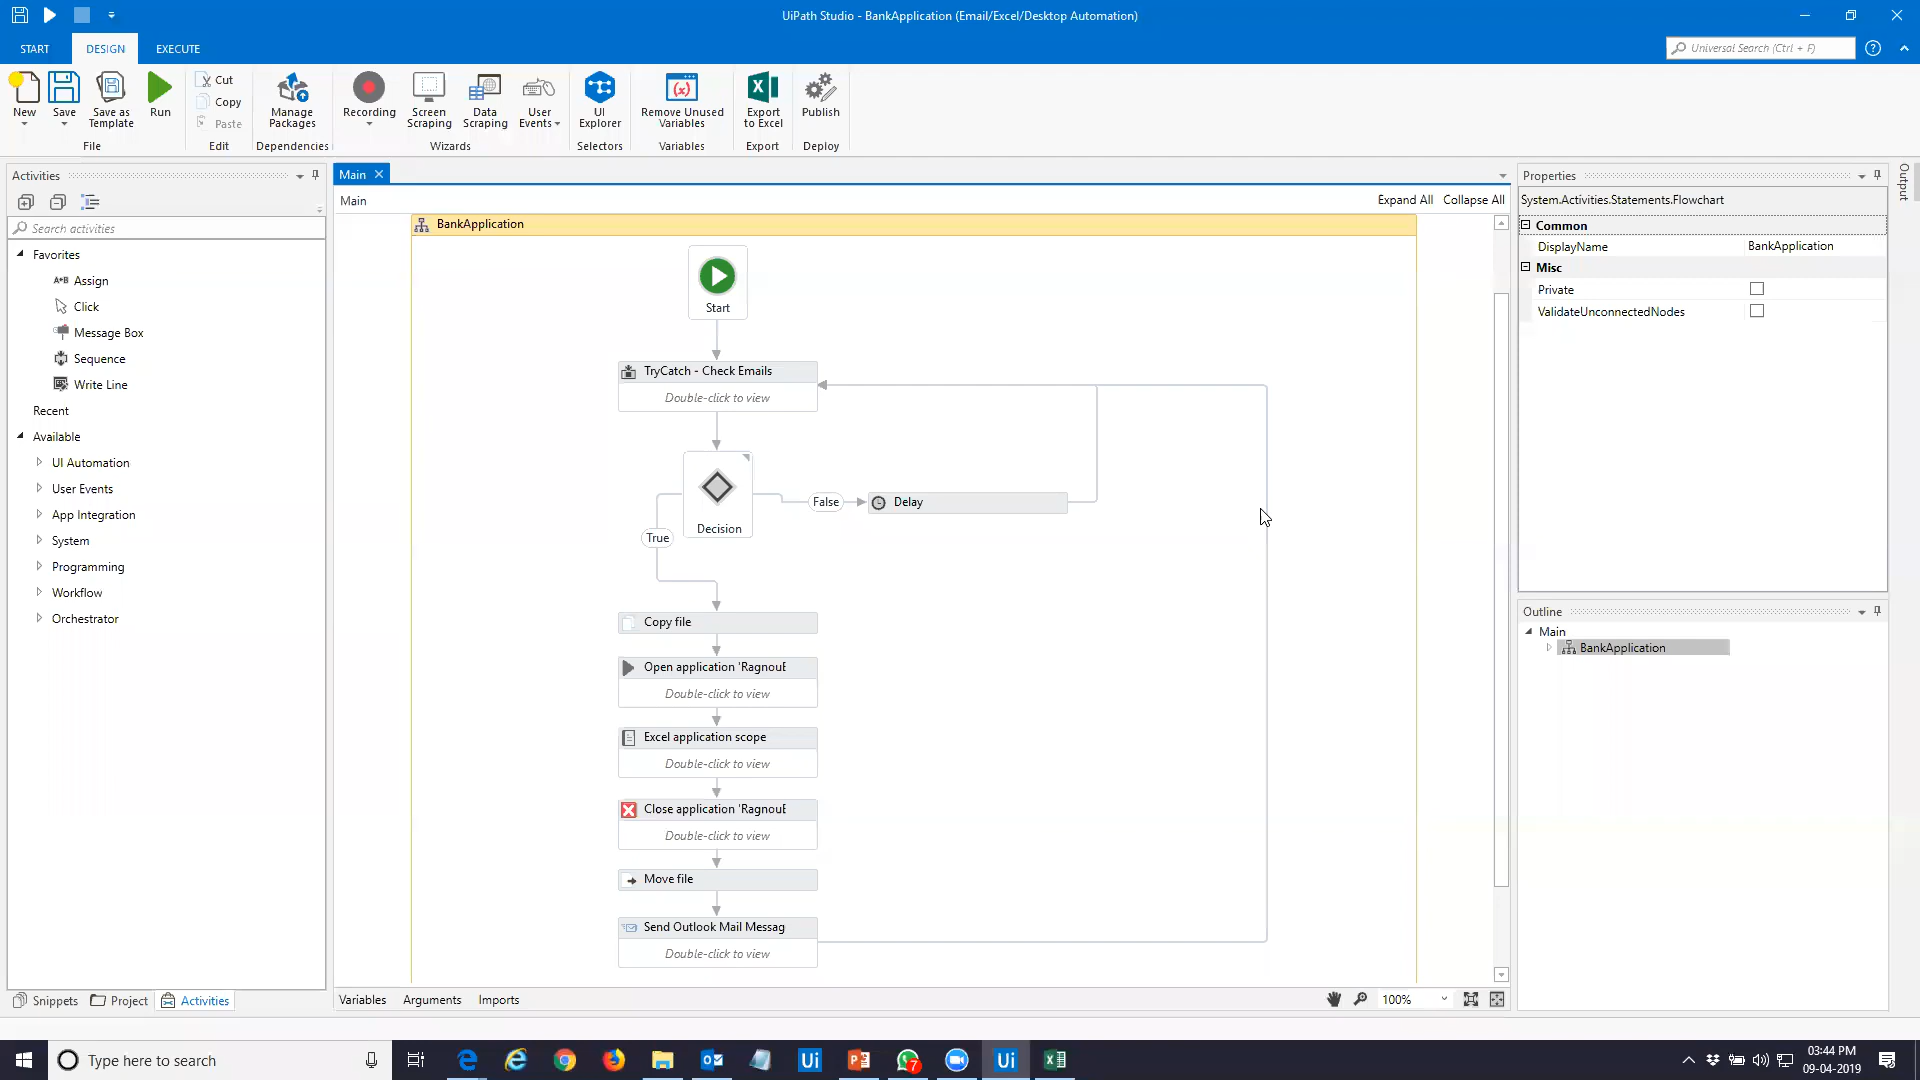 UiPath Studio - BankApplication (Email/Excel/Desktop Automation)
START DESIGN EXECUTE
Universal Search (Ctrl + F)
New Save Save as Template Run
Cut
Copy
Paste
Manage Packages
Recording
Screen Scraping
Data Scraping
User Events
UI Explorer
Remove Unused Variables
Export to Excel
Publish
File Edit Dependencies Wizards Selectors Variables Export Deploy
Activities
Search activities
Favorites
A+B Assign
Click
Message Box
Sequence
Write Line
Recent
Available
UI Automation
User Events
App Integration
System
Programming
Workflow
Orchestrator
Snippets Project Activities
Main
Main Expand All Collapse All
BankApplication
Start
TryCatch - Check Emails
Double-click to view
Decision
False
Delay
True
Copy file
Open application 'RagnouE
Double-click to view
Excel application scope
Double-click to view
Close application 'RagnouE
Double-click to view
Move file
Send Outlook Mail Messag
Double-click to view
Variables Arguments Imports
100%
Properties
System.Activities.Statements.Flowchart
Common
DisplayName BankApplication
Misc
Private
ValidateUnconnectedNodes
Outline
Main
BankApplication
Output
Type here to search
Ui
7
Ui
03:44 PM
09-04-2019